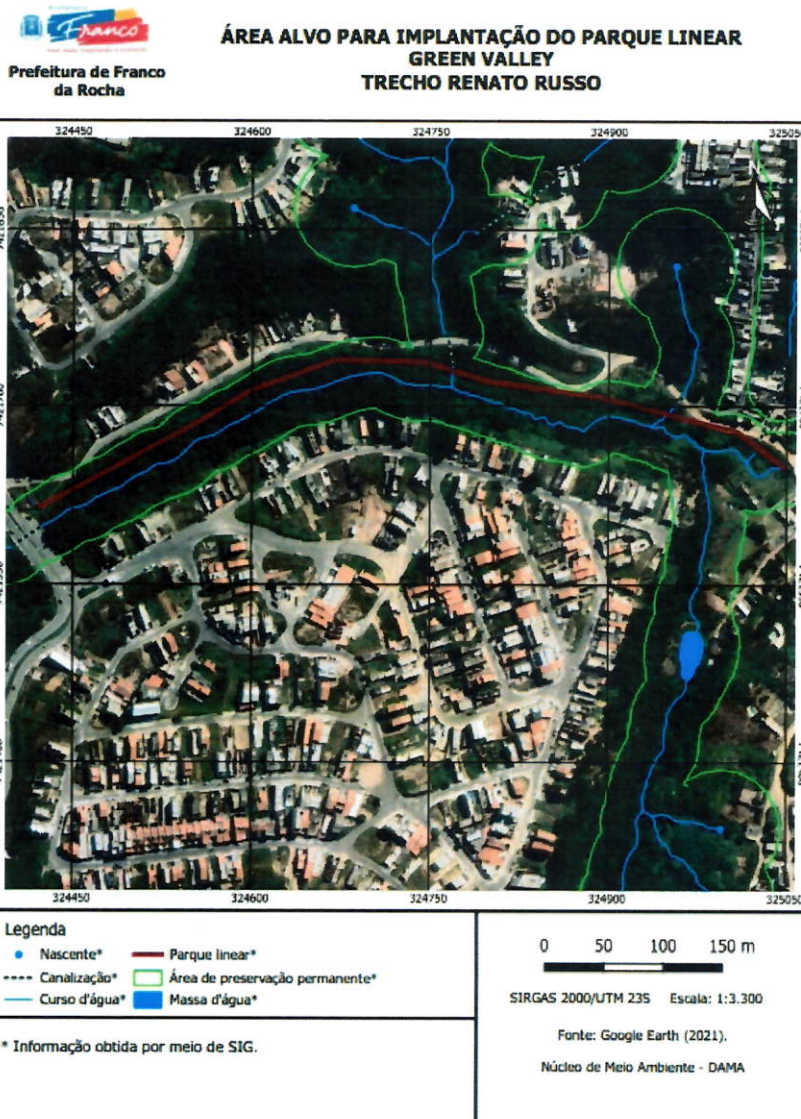 Franco
Prefeitura de Franco
da Rocha
ÁREA ALVO PARA IMPLANTAÇÃO DO PARQUE LINEAR
GREEN VALLEY
TRECHO RENATO RUSSO
324450 324600 324750 324900 325050
324450 324600 324750 324900 325050
Legenda
Nascente* Parque linear*
Canalização* Área de preservação permanente*
Curso d'água* Massa d'água*
* Informação obtida por meio de SIG.
0 50 100 150 m
SIRGAS 2000/UTM 23S Escala: 1:3.300
Fonte: Google Earth (2021).
Núcleo de Meio Ambiente - DAMA